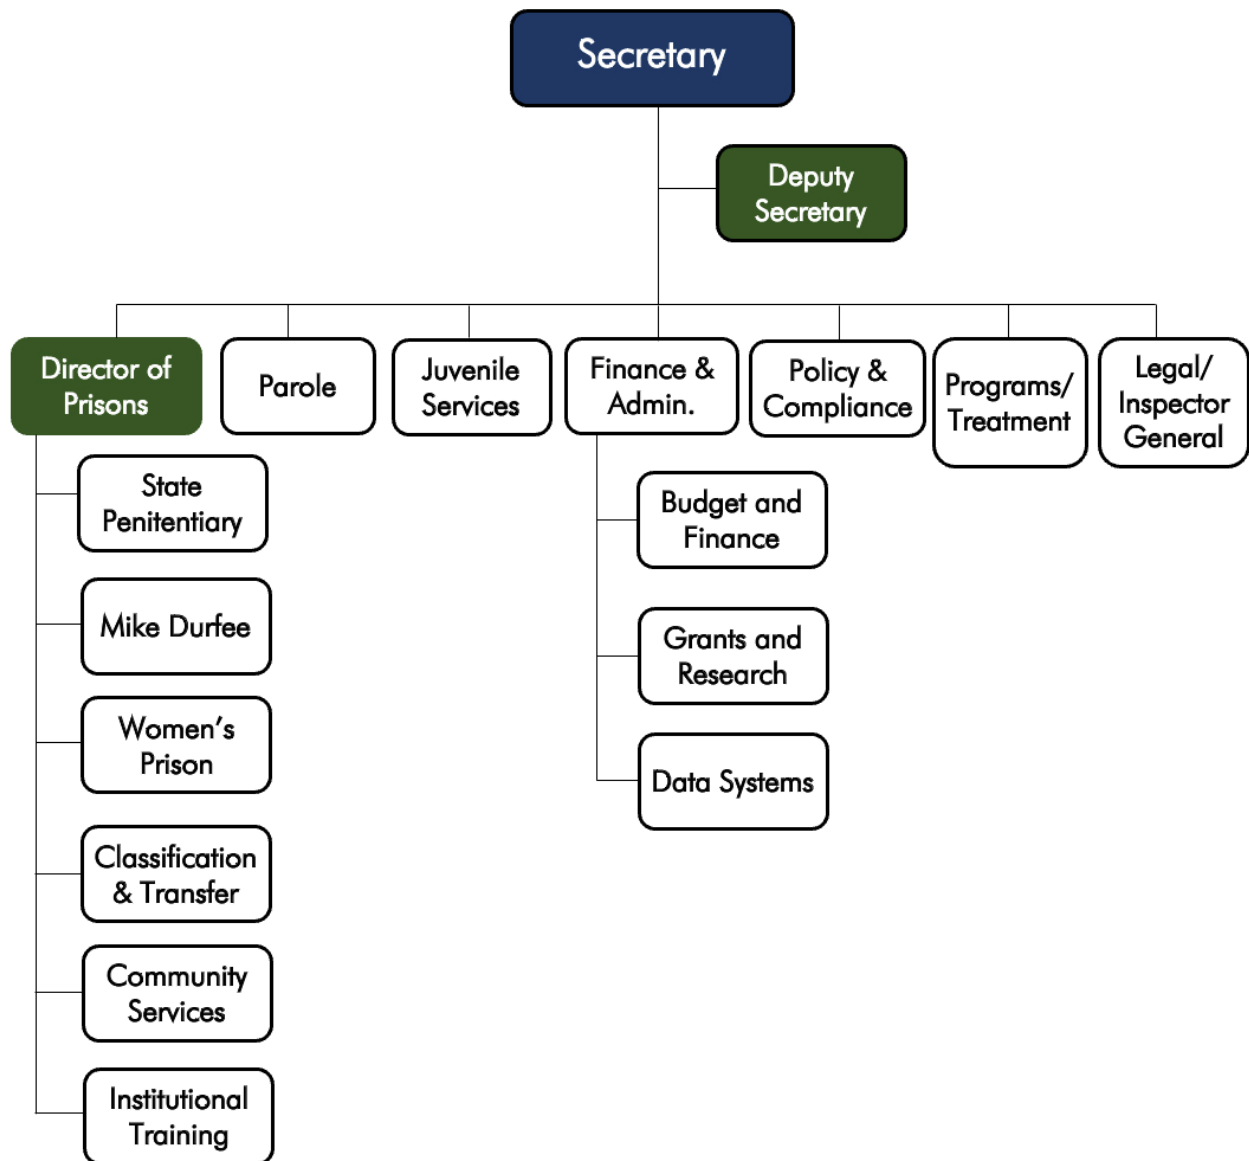 Secretary
Deputy
Secretary
Director of
Prisons
Parole
Juvenile
Services
Finance &
Admin.
Policy &
Compliance
Programs/
Treatment
Legal/
Inspector
General
State
Penitentiary
Mike Durfee
Women's
Prison
Classification
& Transfer
Community
Services
Institutional
Training
Budget and
Finance
Grants and
Research
Data Systems